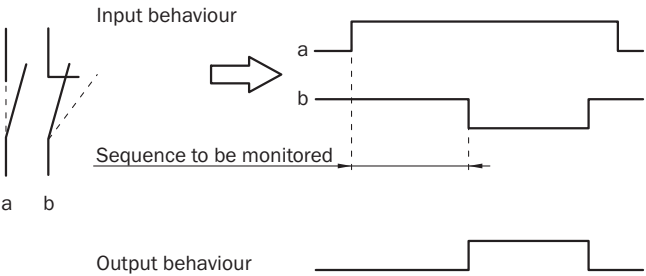 Input behaviour
a
b
Sequence to be monitored
a b
Output behaviour